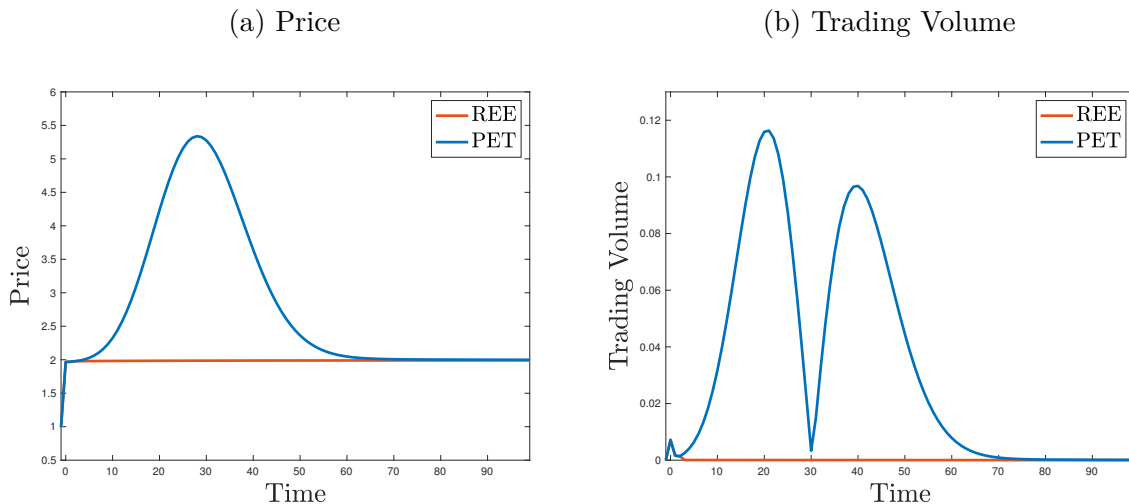 (a) Price
6
5.5
5
4.5
4
3.5
3
2.5
2
1.5
1
0.5
0 10 20 30 40 50 60 70 80 90
Price
Time
REE
PET
(b) Trading Volume
0.12
0.1
0.08
0.06
0.04
0.02
0
0 10 20 30 40 50 60 70 80 90
Trading Volume
Time
REE
PET